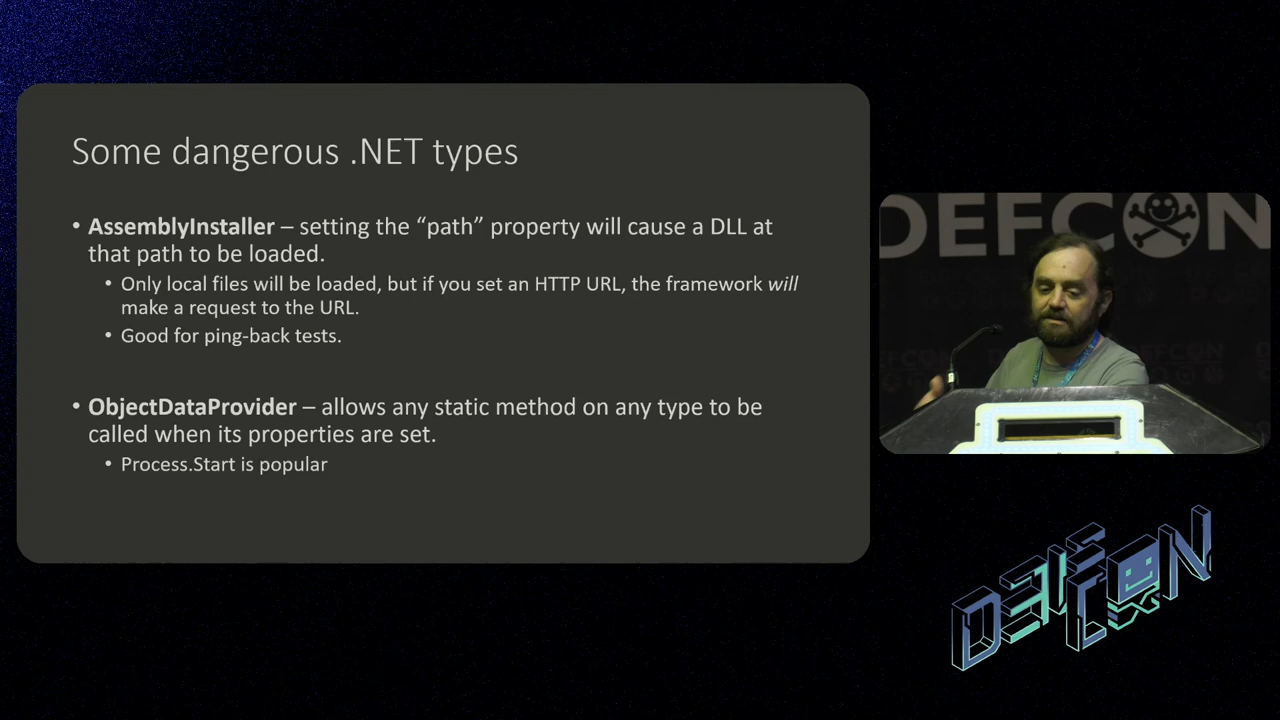 Some dangerous .NET types
• AssemblyInstaller – setting the “path” property will cause a DLL at
that path to be loaded.
• Only local files will be loaded, but if you set an HTTP URL, the framework will
make a request to the URL.
• Good for ping-back tests.
• ObjectDataProvider – allows any static method on any type to be
called when its properties are set.
• Process.Start is popular
DEFCON
DEFCON